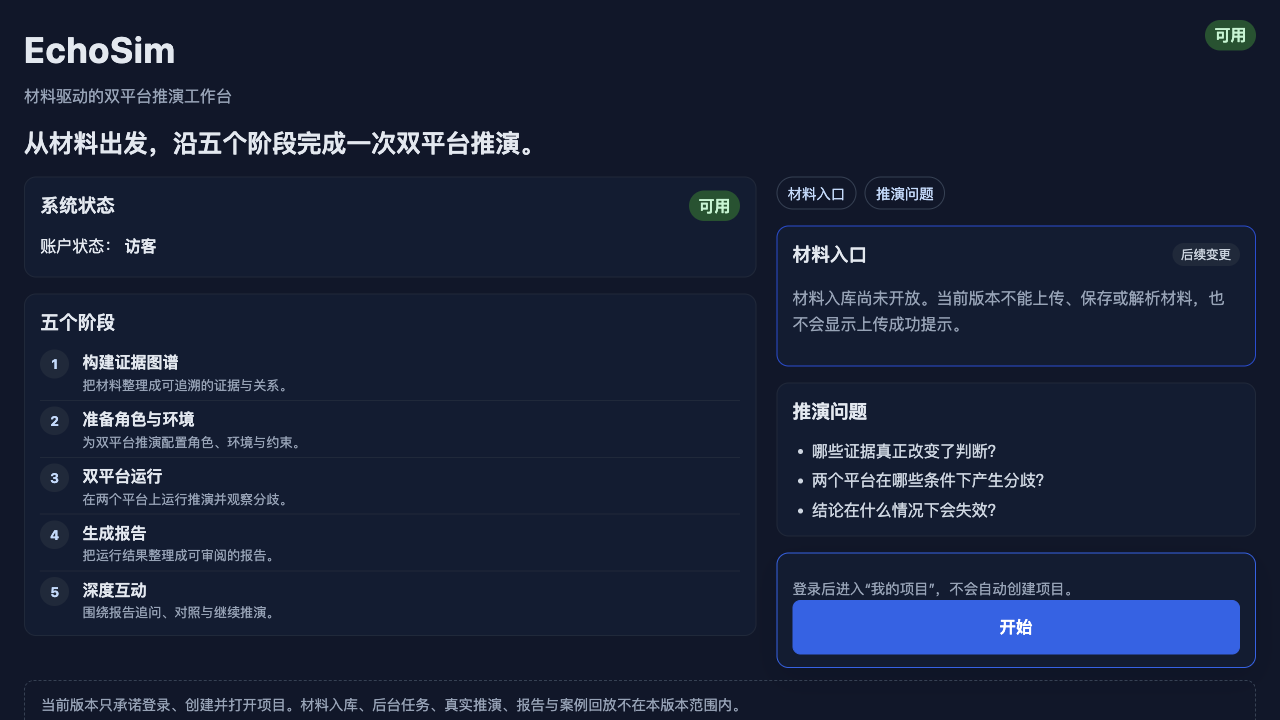 EchoSim
可用
材料驱动的双平台推演工作台
从材料出发，沿五个阶段完成一次双平台推演。
系统状态
可用
账户状态： 访客
五个阶段
1
构建证据图谱
把材料整理成可追溯的证据与关系。
2
准备角色与环境
为双平台推演配置角色、环境与约束。
3
双平台运行
在两个平台上运行推演并观察分歧。
4
生成报告
把运行结果整理成可审阅的报告。
5
深度互动
围绕报告追问、对照与继续推演。
材料入口
推演问题
材料入口
后续变更
材料入库尚未开放。当前版本不能上传、保存或解析材料，也
不会显示上传成功提示。
推演问题
• 哪些证据真正改变了判断?
• 两个平台在哪些条件下产生分歧?
• 结论在什么情况下会失效?
登录后进入“我的项目”，不会自动创建项目。
开始
当前版本只承诺登录、创建并打开项目。材料入库、后台任务、真实推演、报告与案例回放不在本版本范围内。